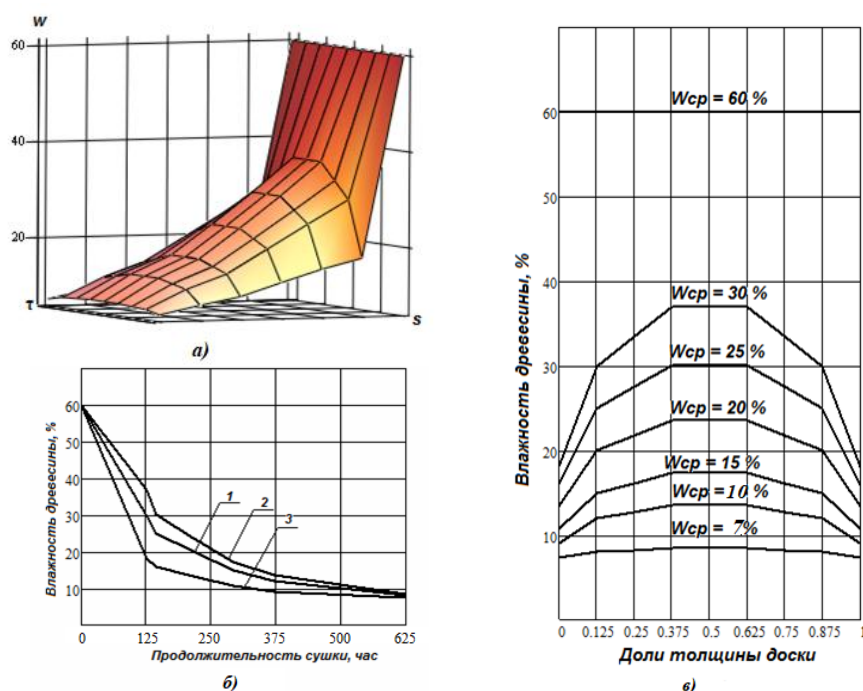 w
60
40
20
τ
s
а)
Влажность древесины, %
60
50
40
30
20
10
1
2
3
0 125 250 375 500 625
Продолжительность сушки, час
б)
Влажность древесины, %
60
50
40
30
20
10
Wср = 60 %
Wср = 30 %
Wср = 25 %
Wср = 20 %
Wср = 15 %
Wср = 10 %
Wср = 7%
0 0.125 0.25 0.375 0.5 0.625 0.75 0.875 1
Доли толщины доски
в)